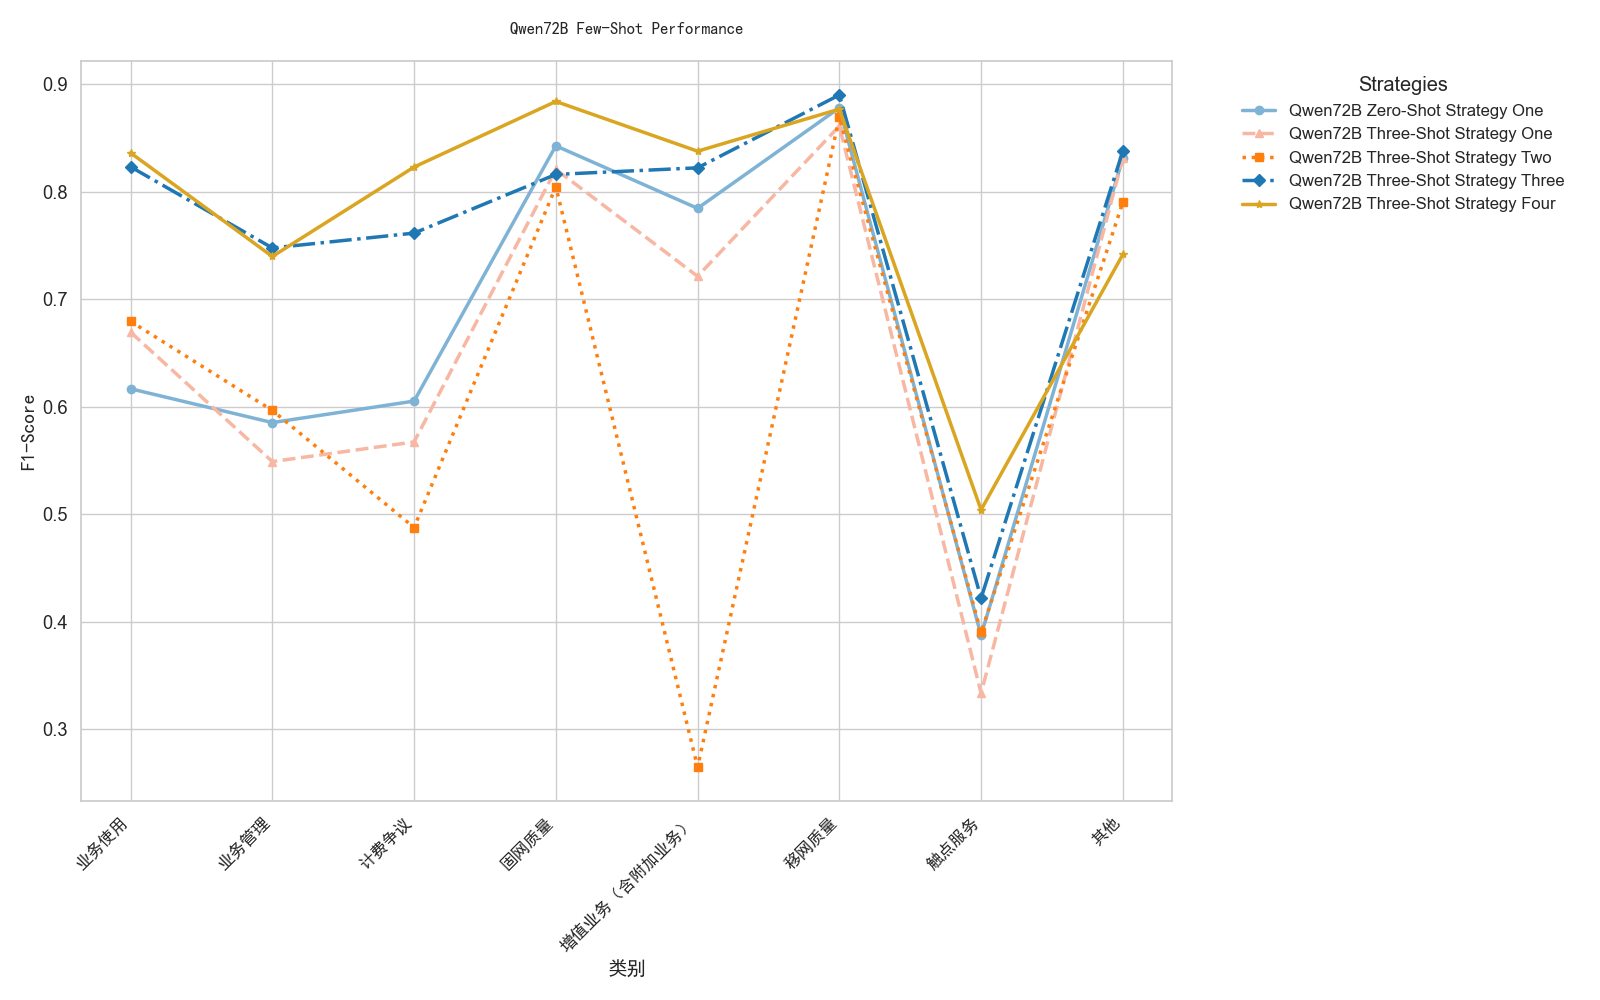 Qwen72B Few-Shot Performance
Strategies
Qwen72B Zero-Shot Strategy One
Qwen72B Three-Shot Strategy One
Qwen72B Three-Shot Strategy Two
Qwen72B Three-Shot Strategy Three
Qwen72B Three-Shot Strategy Four
F1-Score
0.9
0.8
0.7
0.6
0.5
0.4
0.3
业务使用
业务管理
计费争议
固网质量
增值业务（含附加业务）
移网质量
触点服务
其他
类别